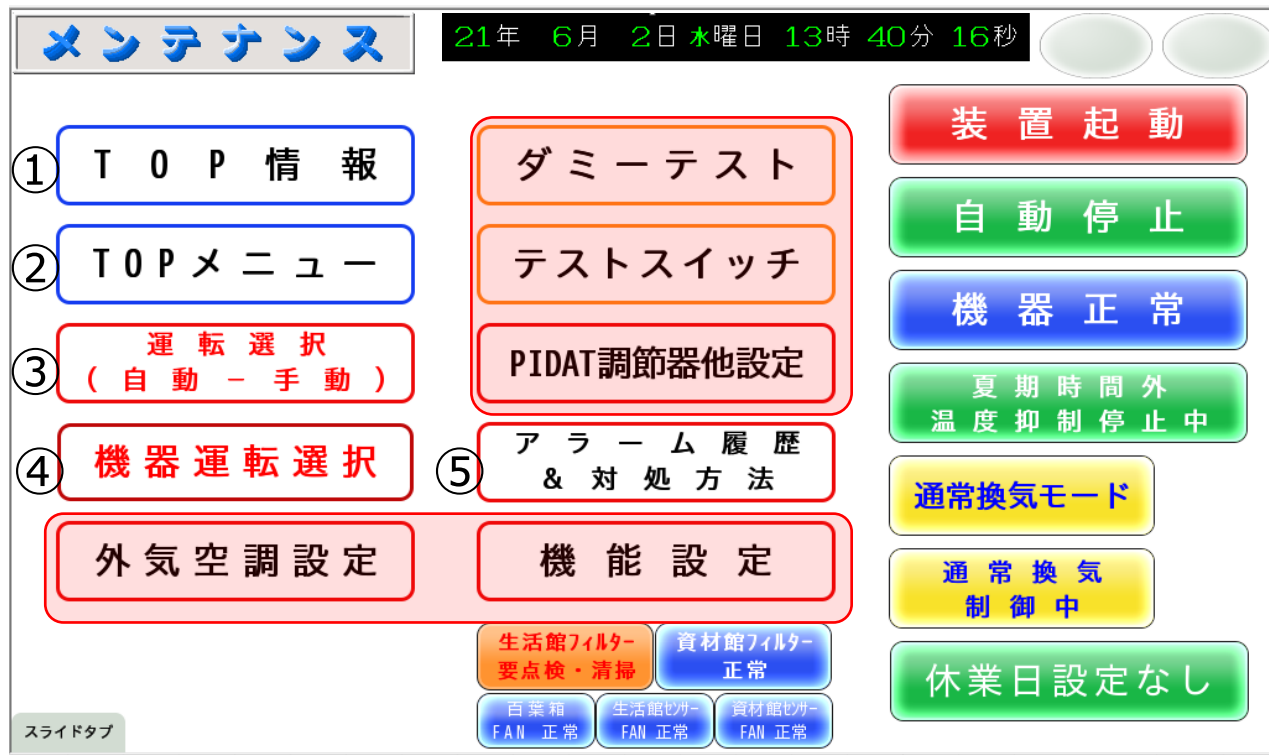 メンテナンス
21年 6月 2日 水曜日 13時 40分 16秒
① TOP情報
② TOPメニュー
③ 運転選択
(自動－手動)
④ 機器運転選択
外気空調設定
ダミーテスト
テストスイッチ
PIDAT調節器他設定
⑤ アラーム履歴
&対処方法
機能設定
生活館フィルター
要点検・清掃
資材館フィルター
正常
百葉箱
FAN 正常
生活館センサー
FAN 正常
資材館センサー
FAN 正常
装置起動
自動停止
機器正常
夏期時間外
温度抑制停止中
通常換気モード
通常換気
制御中
休業日設定なし
スライドタブ